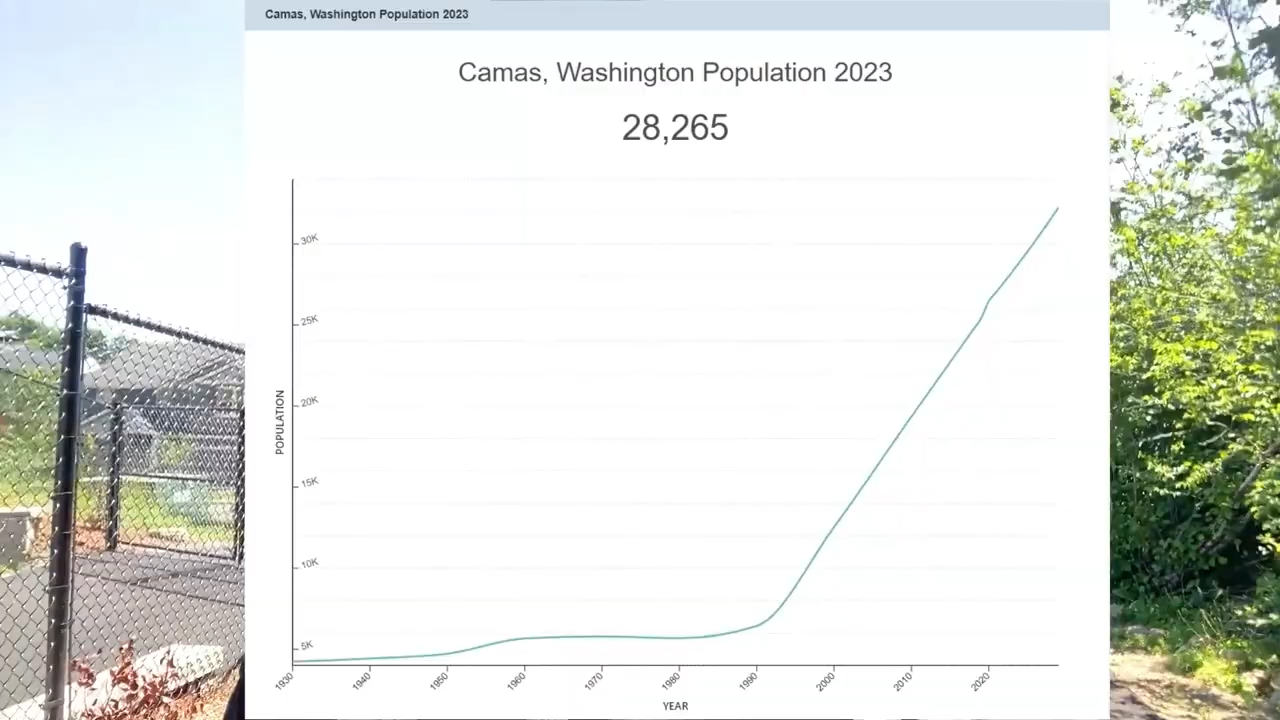 Camas, Washington Population 2023
Camas, Washington Population 2023
28,265
30K
25K
20K
15K
10K
5K
POPULATION
1930
1940
1950
1960
1970
1980
1990
2000
2010
2020
YEAR